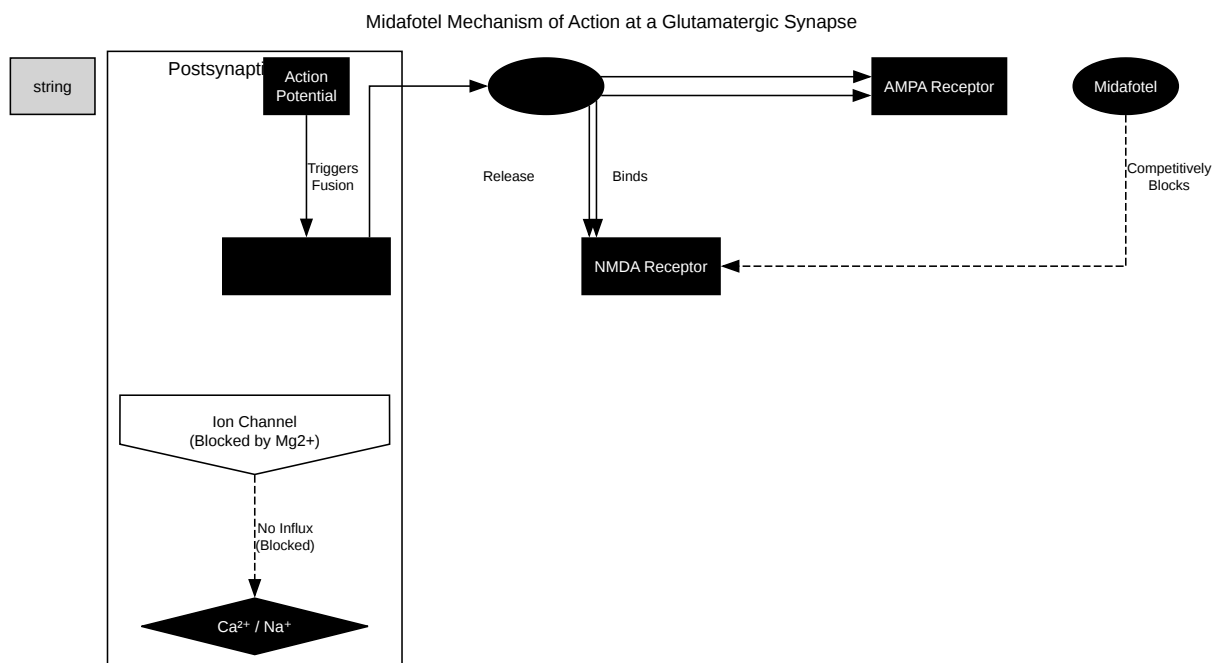 Midafotel Mechanism of Action at a Glutamatergic Synapse
string
Action
Potential
AMPA Receptor
Midafotel
Triggers
Fusion
Release
Binds
Competitively
Blocks
NMDA Receptor
Ion Channel
(Blocked by Mg2+)
No Influx
(Blocked)
Ca²⁺ / Na⁺